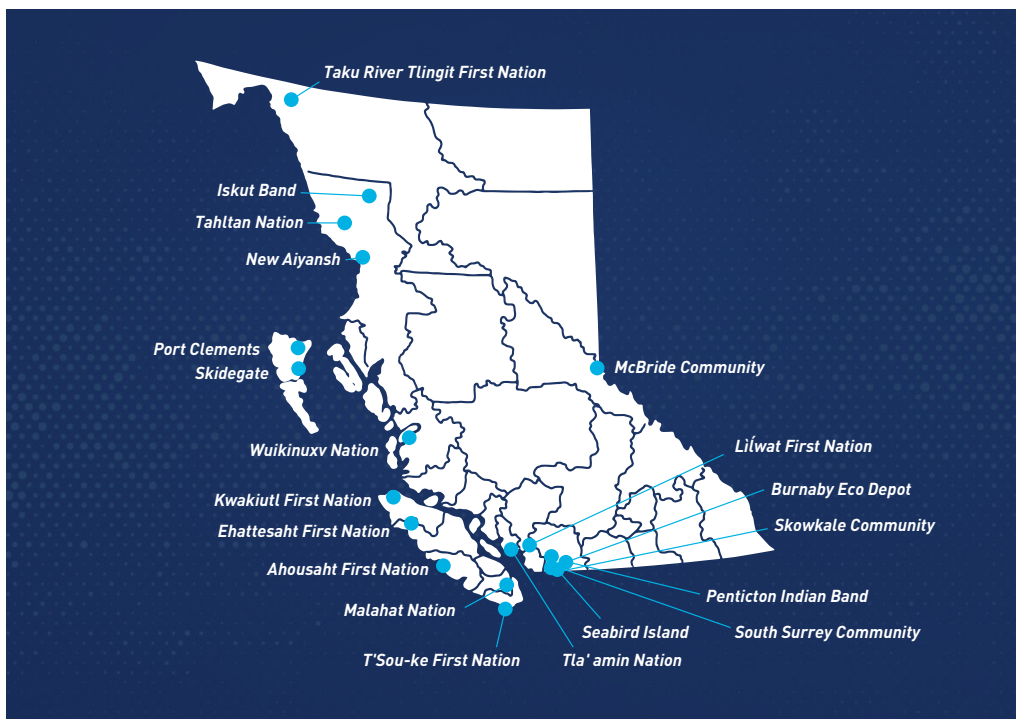 Taku River Tlingit First Nation
Iskut Band
Tahltan Nation
New Aiyansh
Port Clements
Skidegate
McBride Community
Wuikinuxv Nation
Lìĺwat First Nation
Burnaby Eco Depot
Kwakiutl First Nation
Skowkale Community
Ehattesaht First Nation
Ahousaht First Nation
Penticton Indian Band
Malahat Nation
Seabird Island
South Surrey Community
T'Sou-ke First Nation
Tla' amin Nation